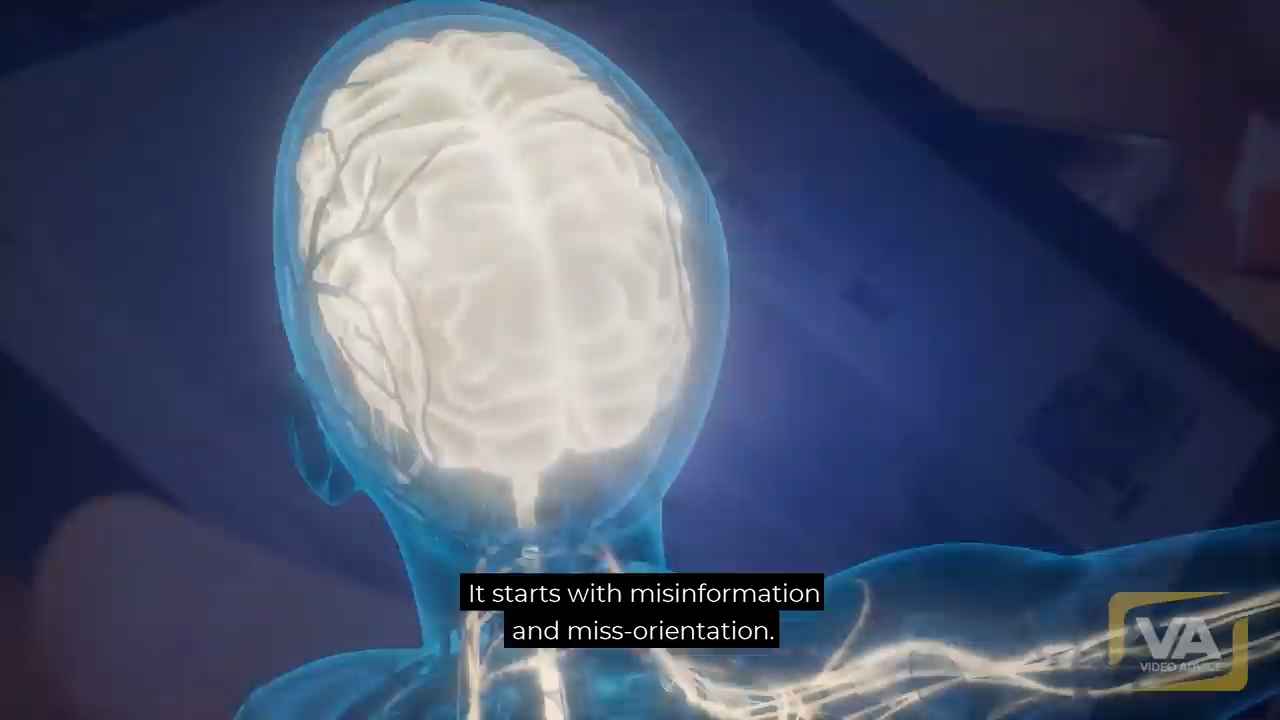 It starts with misinformation
and miss-orientation.
VA
VIDEO ADVICE